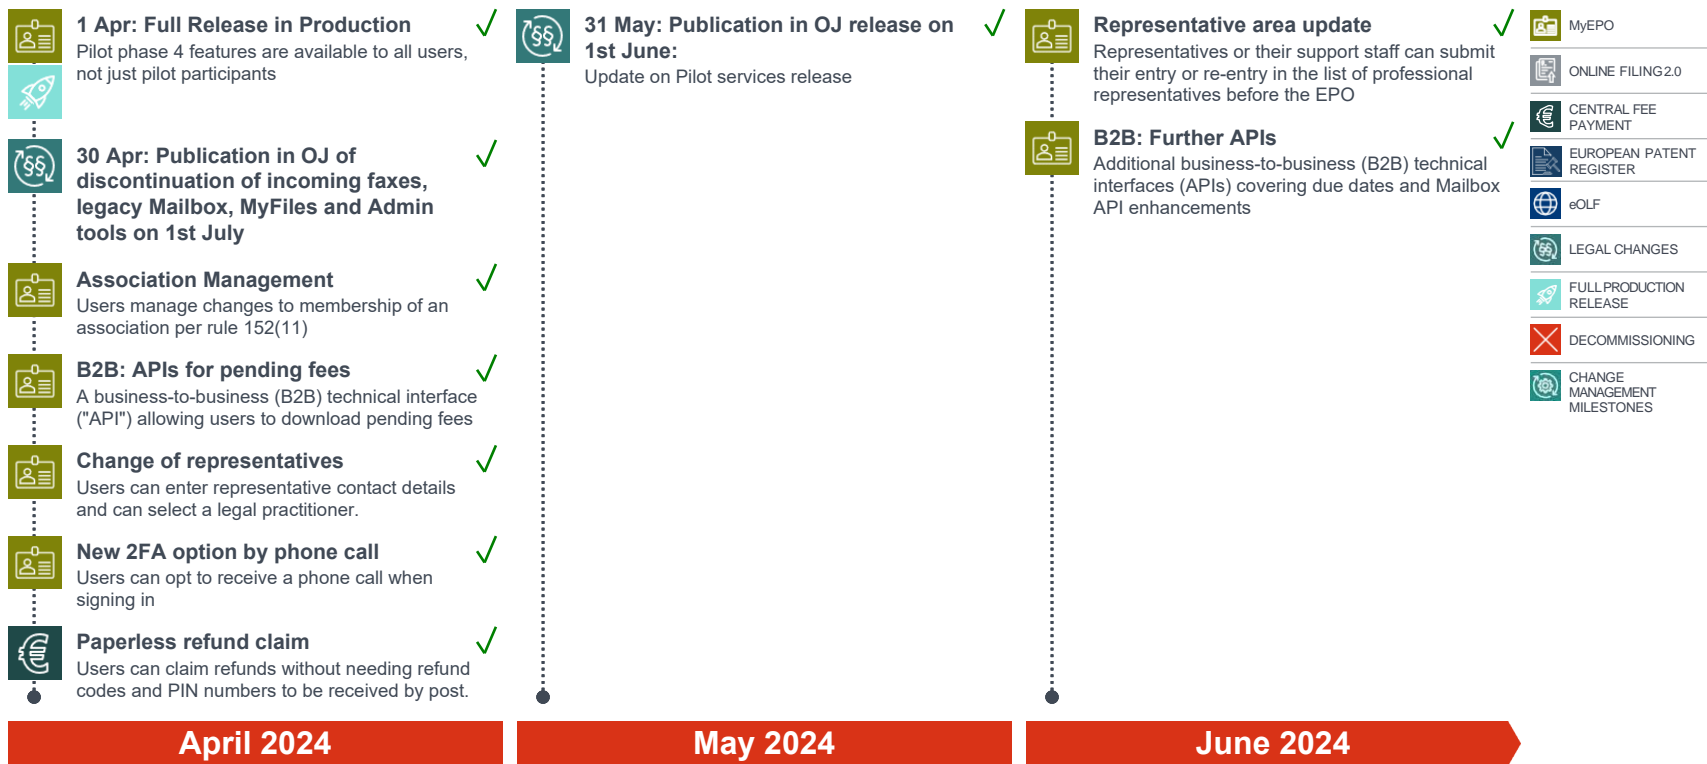 1 Apr: Full Release in Production
Pilot phase 4 features are available to all users,
not just pilot participants
30 Apr: Publication in OJ of
discontinuation of incoming faxes,
legacy Mailbox, MyFiles and Admin
tools on 1st July
Association Management
Users manage changes to membership of an
association per rule 152(11)
B2B: APIs for pending fees
A business-to-business (B2B) technical interface
("API") allowing users to download pending fees
Change of representatives
Users can enter representative contact details
and can select a legal practitioner.
New 2FA option by phone call
Users can opt to receive a phone call when
signing in
Paperless refund claim
Users can claim refunds without needing refund
codes and PIN numbers to be received by post.
April 2024
31 May: Publication in OJ release on
1st June:
Update on Pilot services release
May 2024
Representative area update
Representatives or their support staff can submit
their entry or re-entry in the list of professional
representatives before the EPO
B2B: Further APIs
Additional business-to-business (B2B) technical
interfaces (APIs) covering due dates and Mailbox
API enhancements
June 2024
MyEPO
ONLINE FILING 2.0
CENTRAL FEE
PAYMENT
EUROPEAN PATENT
REGISTER
eOLF
§§ LEGAL CHANGES
FULL PRODUCTION
RELEASE
DECOMMISSIONING
CHANGE
MANAGEMENT
MILESTONES